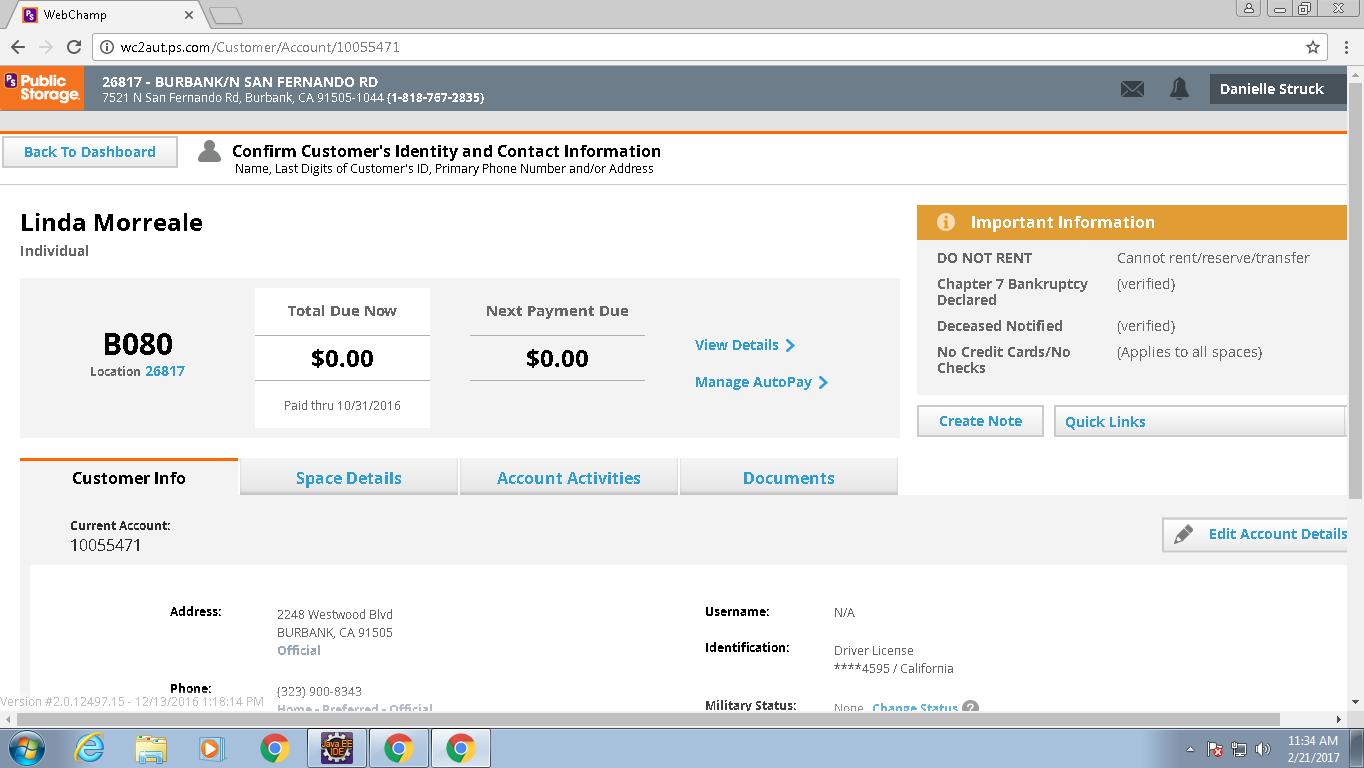 WebChamp
wc2aut.ps.com/Customer/Account/10055471
PS Public Storage.
26817 - BURBANK/N SAN FERNANDO RD
7521 N San Fernando Rd, Burbank, CA 91505-1044 (1-818-767-2835)
Danielle Struck
Back To Dashboard
Confirm Customer's Identity and Contact Information
Name, Last Digits of Customer's ID, Primary Phone Number and/or Address
Linda Morreale
Individual
B080
Location 26817
Total Due Now
$0.00
Paid thru 10/31/2016
Next Payment Due
$0.00
View Details
Manage AutoPay
Important Information
DO NOT RENT Cannot rent/reserve/transfer
Chapter 7 Bankruptcy (verified)
Declared
Deceased Notified (verified)
No Credit Cards/No (Applies to all spaces)
Checks
Create Note
Quick Links
Customer Info
Space Details
Account Activities
Documents
Current Account:
10055471
Edit Account Details
Address: 2248 Westwood Blvd
BURBANK, CA 91505
Official
Phone: (323) 900-8343
Home - Preferred - Official
Username: N/A
Identification: Driver License
****4595 / California
Military Status: None Change Status ?
Version #2.0.12497.15 - 12/13/2016 1:18:14 PM
Java EE
IDE
11:34 AM
2/21/2017